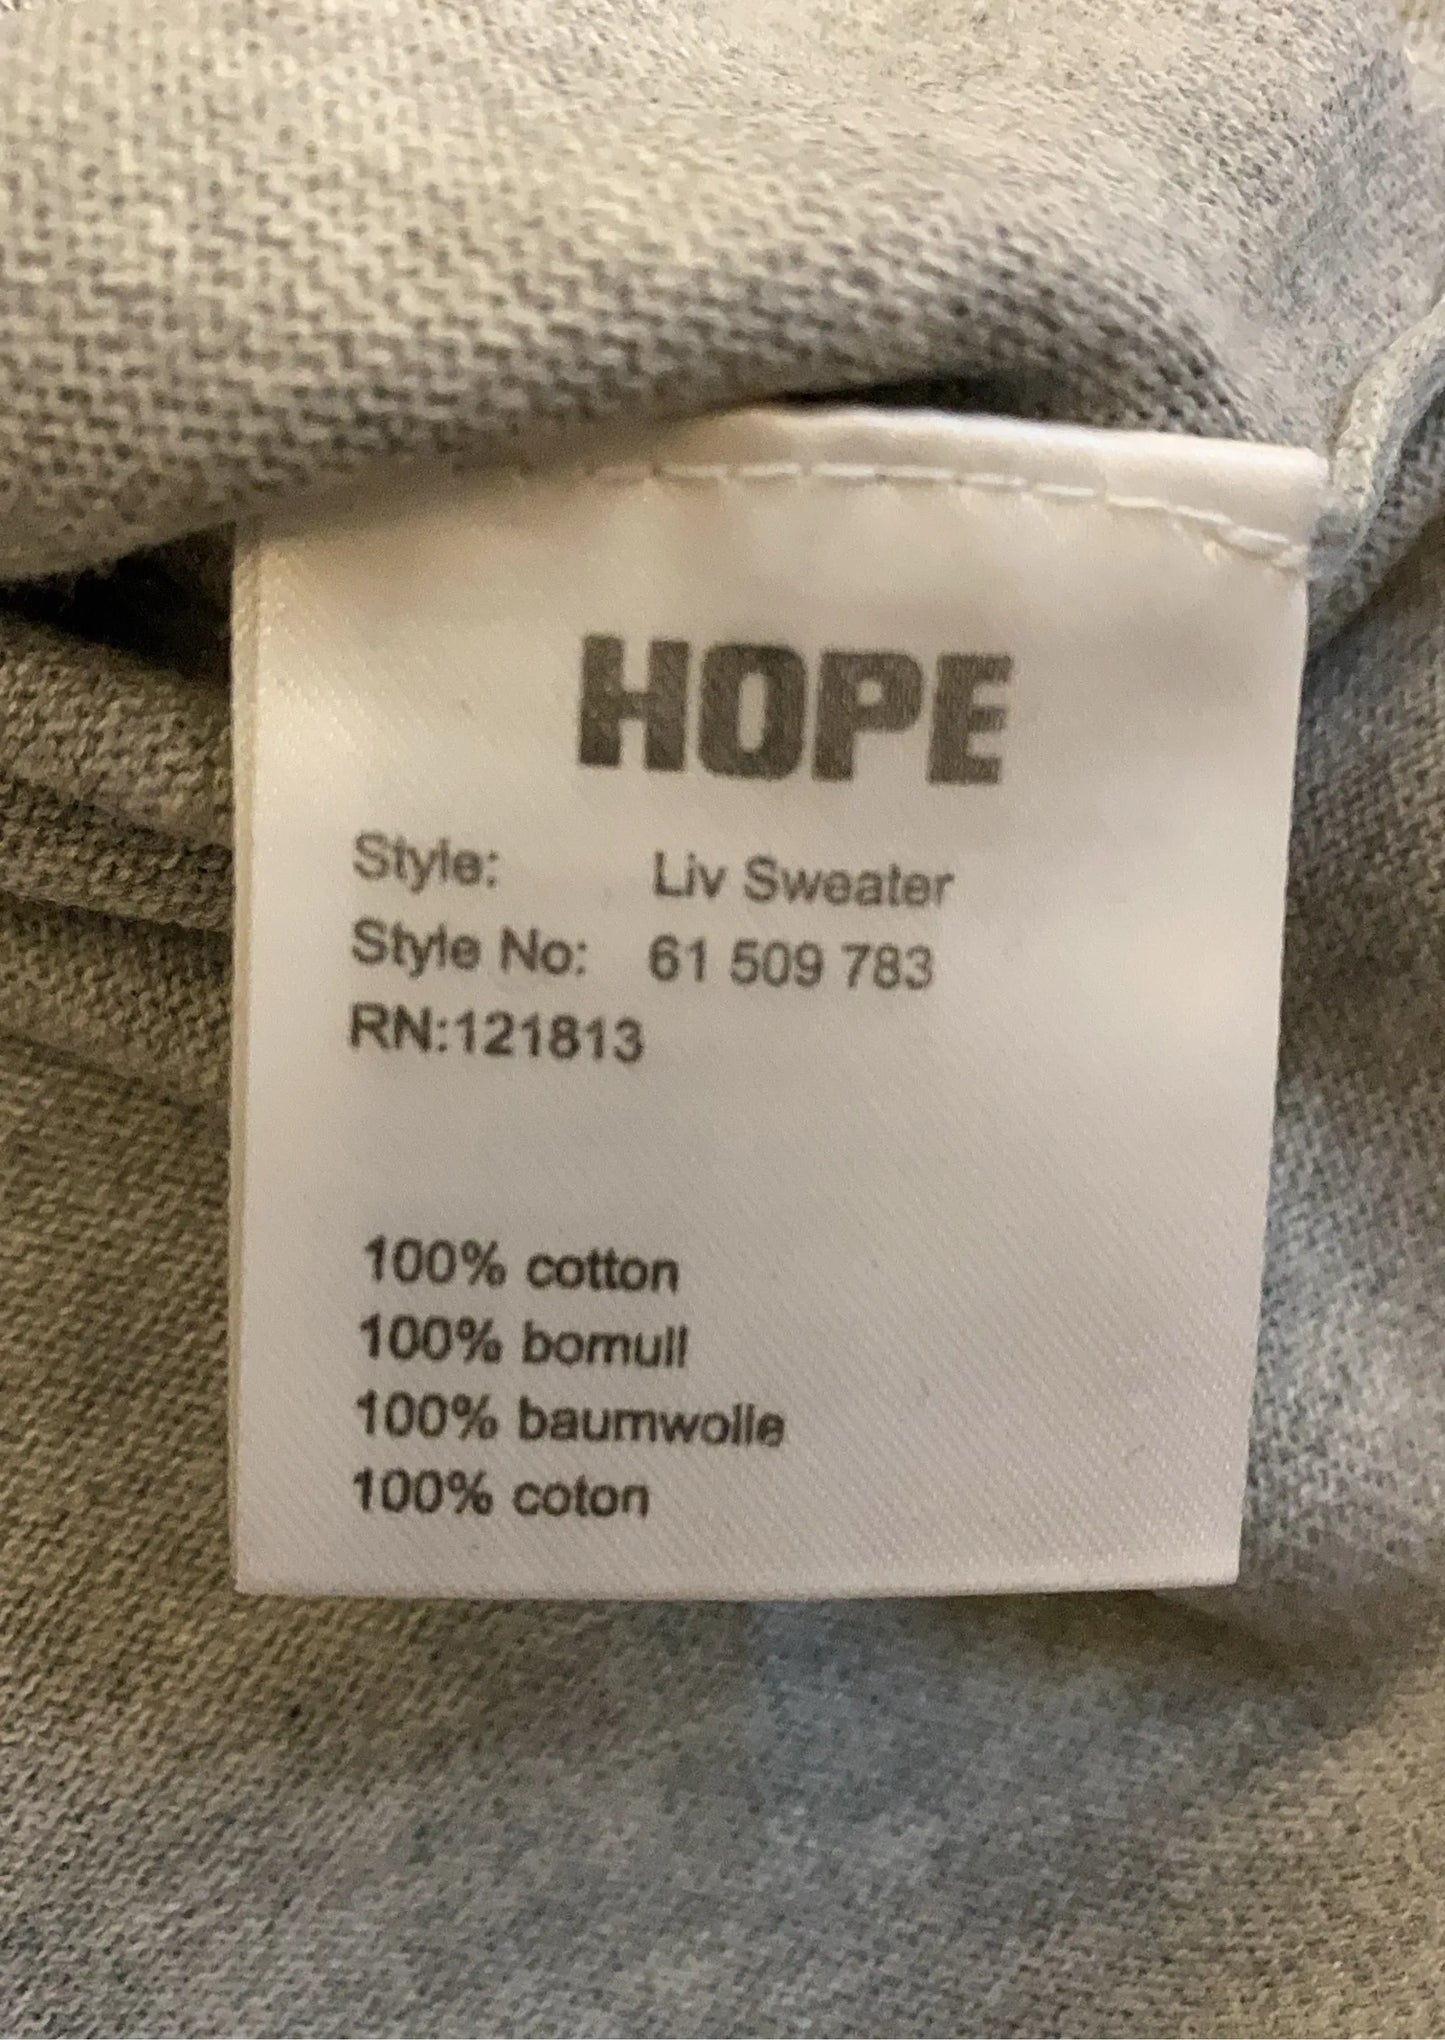 HOPE
Style: Liv Sweater
Style No: 61 509 783
RN:121813
100% cotton
100% bomull
100% baumwolle
100% coton